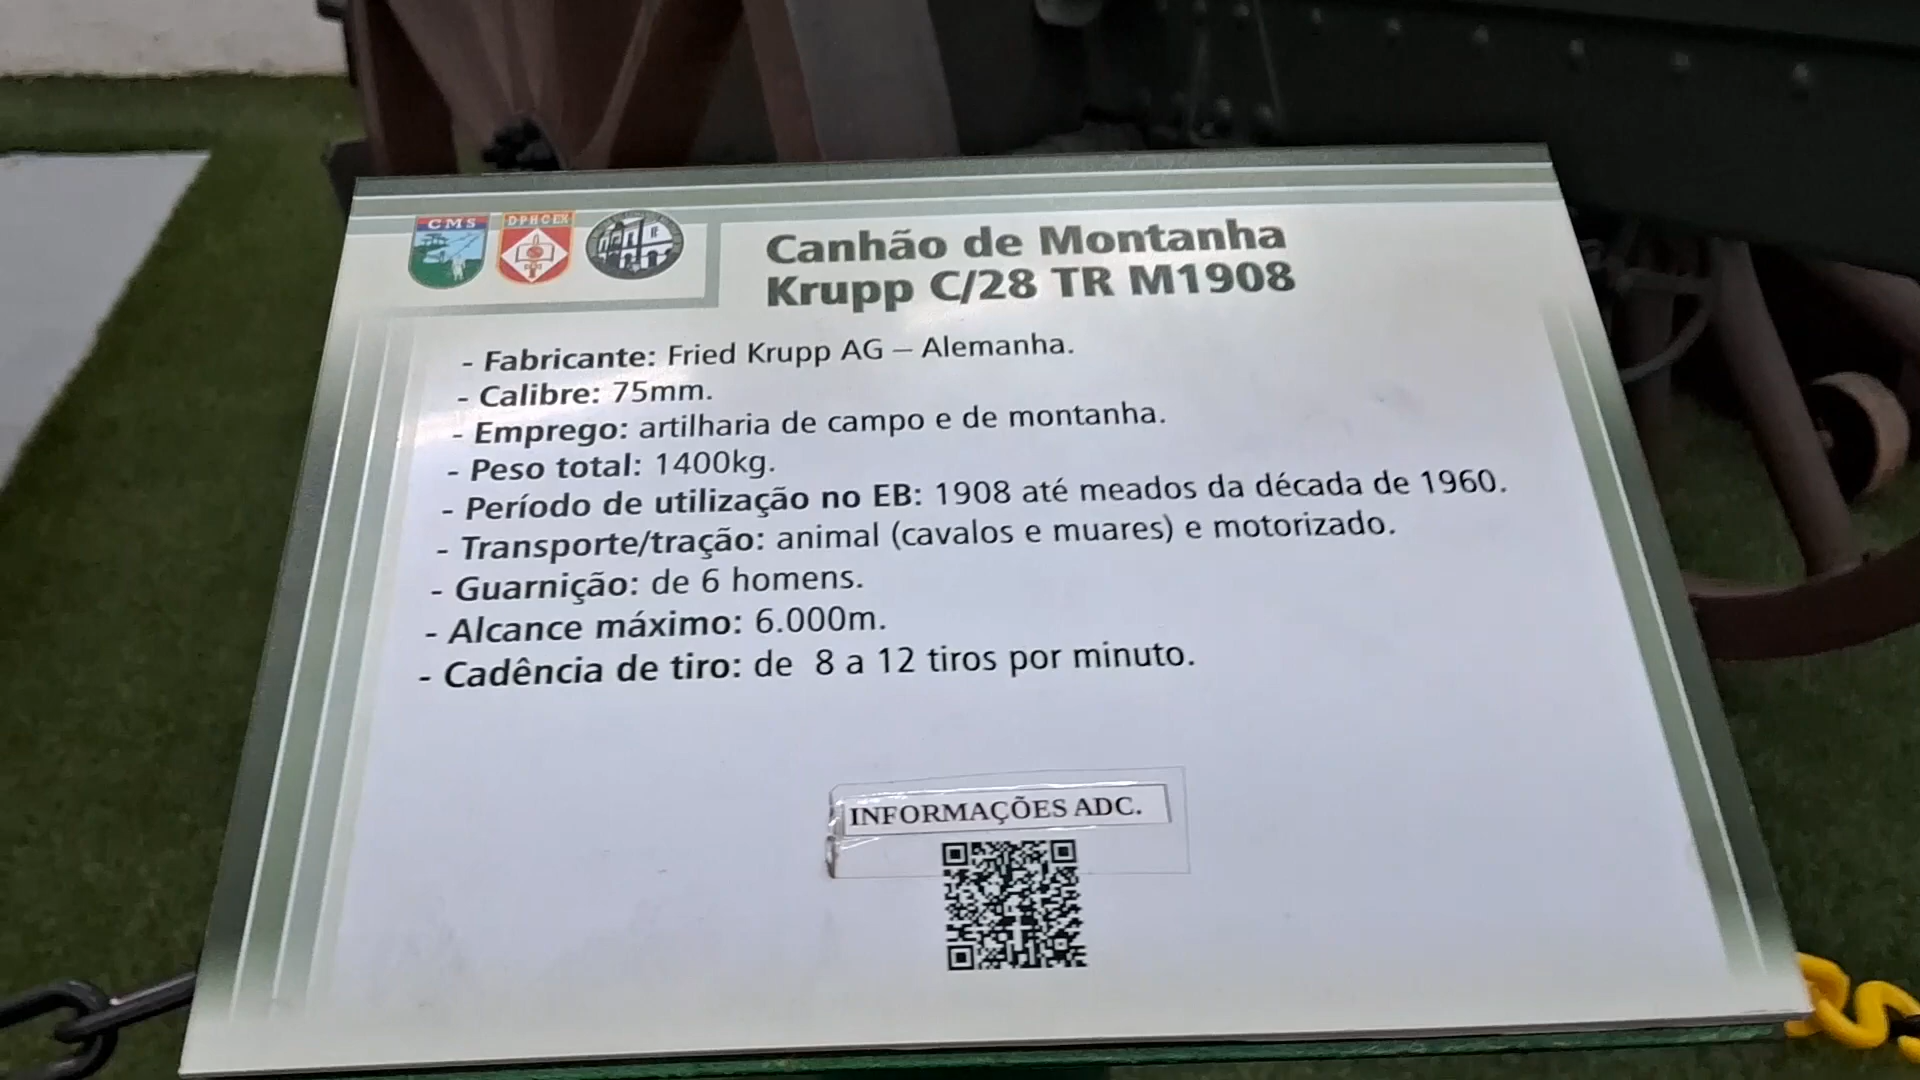 CMS
DPHCEX
Canhão de Montanha
Krupp C/28 TR M1908
- Fabricante: Fried Krupp AG – Alemanha.
- Calibre: 75mm.
- Emprego: artilharia de campo e de montanha.
- Peso total: 1400kg.
- Período de utilização no EB: 1908 até meados da década de 1960.
- Transporte/tração: animal (cavalos e muares) e motorizado.
- Guarnição: de 6 homens.
- Alcance máximo: 6.000m.
- Cadência de tiro: de 8 a 12 tiros por minuto.
INFORMAÇÕES ADC.